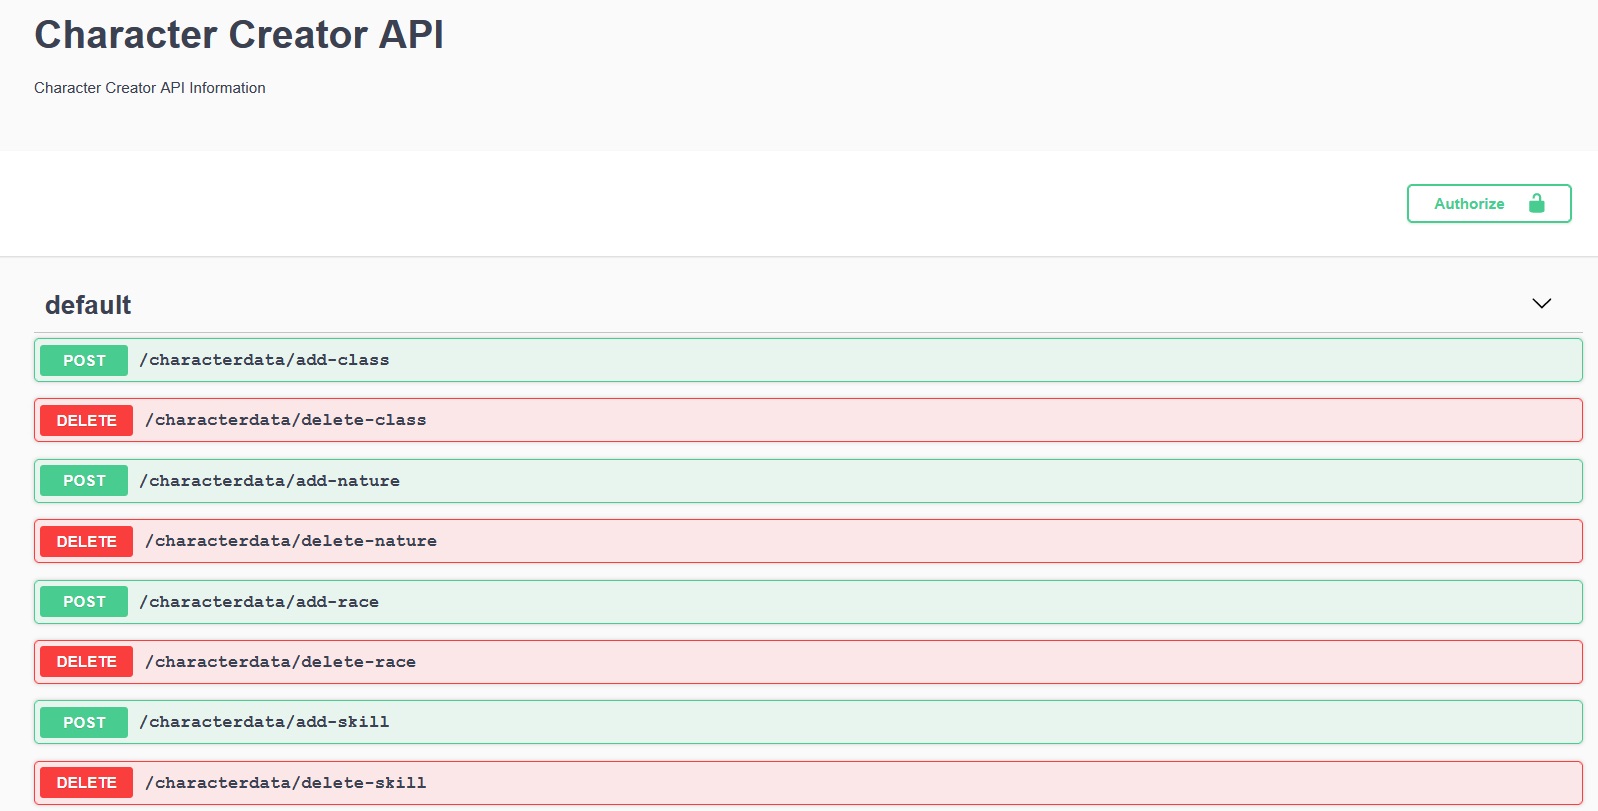 Character Creator API
Character Creator API Information
Authorize
default
POST /characterdata/add-class
DELETE /characterdata/delete-class
POST /characterdata/add-nature
DELETE /characterdata/delete-nature
POST /characterdata/add-race
DELETE /characterdata/delete-race
POST /characterdata/add-skill
DELETE /characterdata/delete-skill